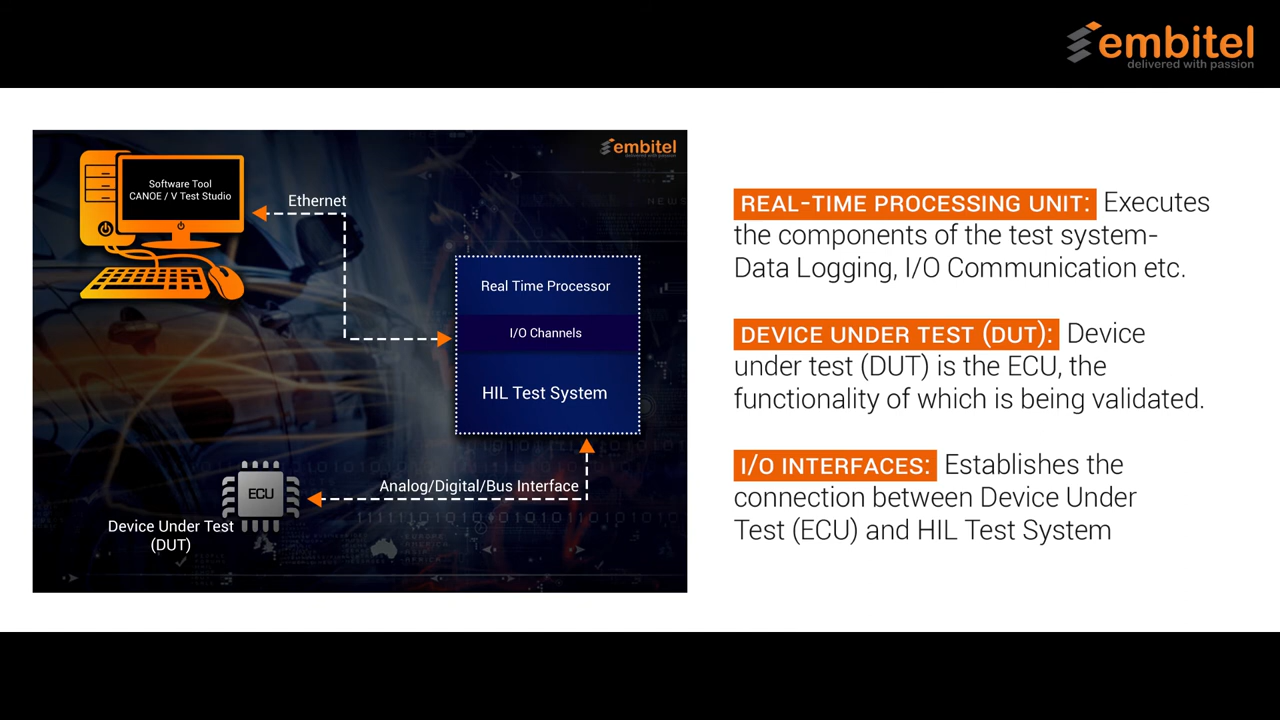 embitel
delivered with passion
embitel
delivered with passion
Software Tool
CANOE / V Test Studio
Ethernet
Real Time Processor
I/O Channels
HIL Test System
Analog/Digital/Bus Interface
ECU
Device Under Test
(DUT)
REAL-TIME PROCESSING UNIT: Executes
the components of the test system-
Data Logging, I/O Communication etc.
DEVICE UNDER TEST (DUT): Device
under test (DUT) is the ECU, the
functionality of which is being validated.
I/O INTERFACES: Establishes the
connection between Device Under
Test (ECU) and HIL Test System